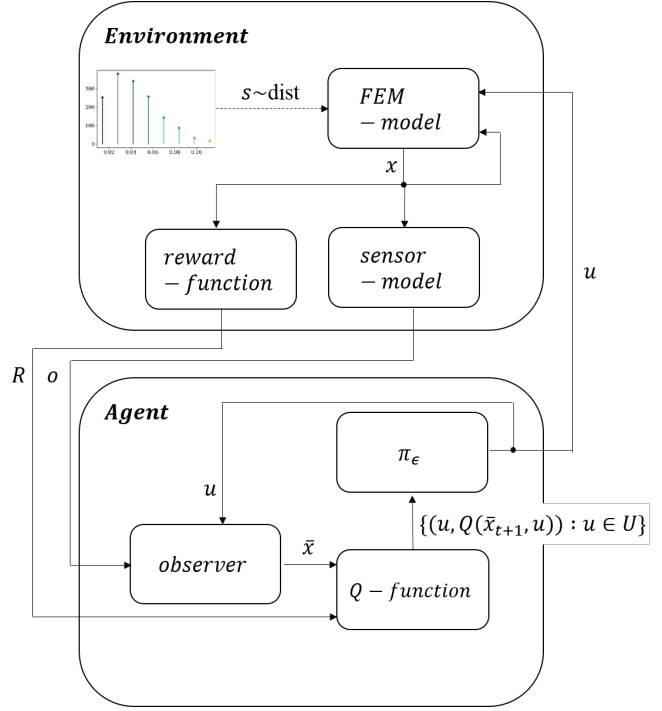 Environment
300
200
100
0
0.02 0.04 0.06 0.08 0.10
s~dist
FEM
− model
x
reward
− function
sensor
− model
u
R
o
Agent
π_ϵ
u
{(u, Q(x̄_{t+1}, u)) : u ∈ U}
observer
x̄
Q − function